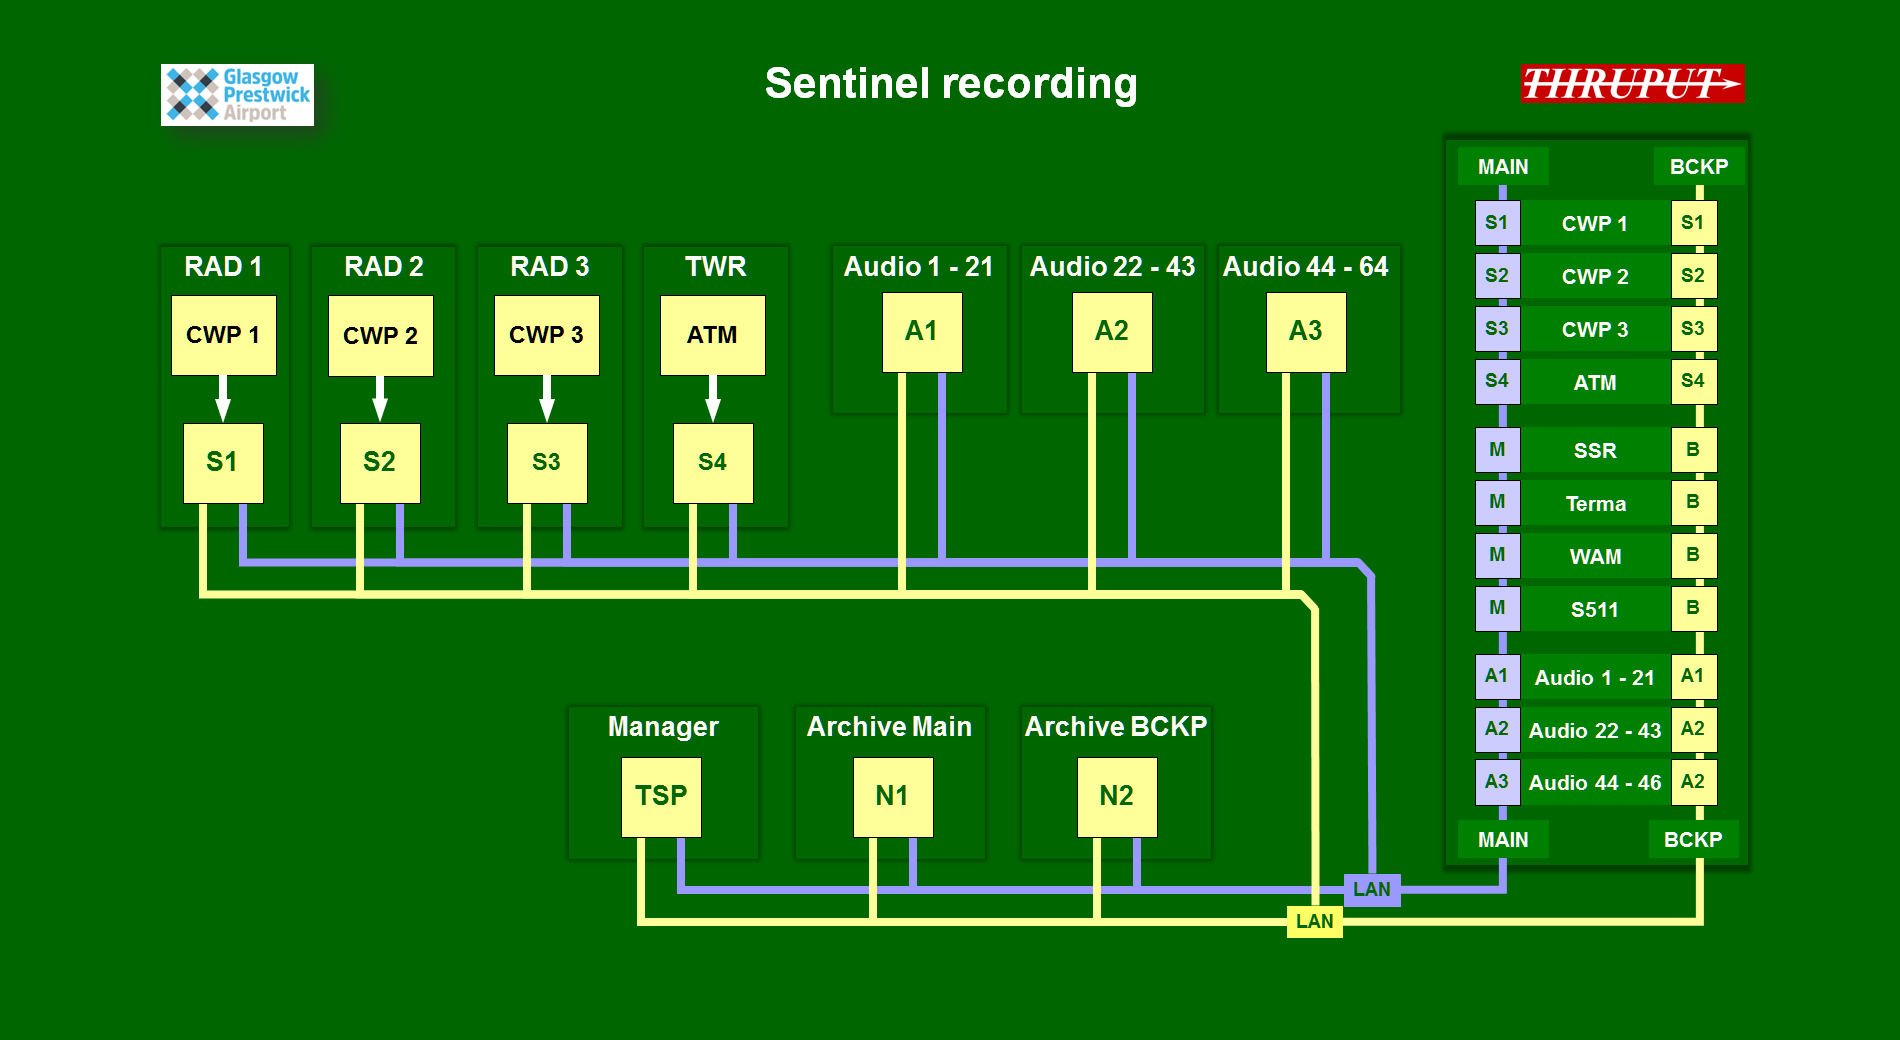 Glasgow
Prestwick
Airport
Sentinel recording
THRUPUT
MAIN BCKP
S1 CWP 1 S1
S2 CWP 2 S2
S3 CWP 3 S3
S4 ATM S4
M SSR B
M Terma B
M WAM B
M S511 B
A1 Audio 1 - 21 A1
A2 Audio 22 - 43 A2
A3 Audio 44 - 46 A2
MAIN BCKP
RAD 1 RAD 2 RAD 3 TWR Audio 1 - 21 Audio 22 - 43 Audio 44 - 64
CWP 1 CWP 2 CWP 3 ATM A1 A2 A3
S1 S2 S3 S4
Manager Archive Main Archive BCKP
TSP N1 N2
LAN
LAN